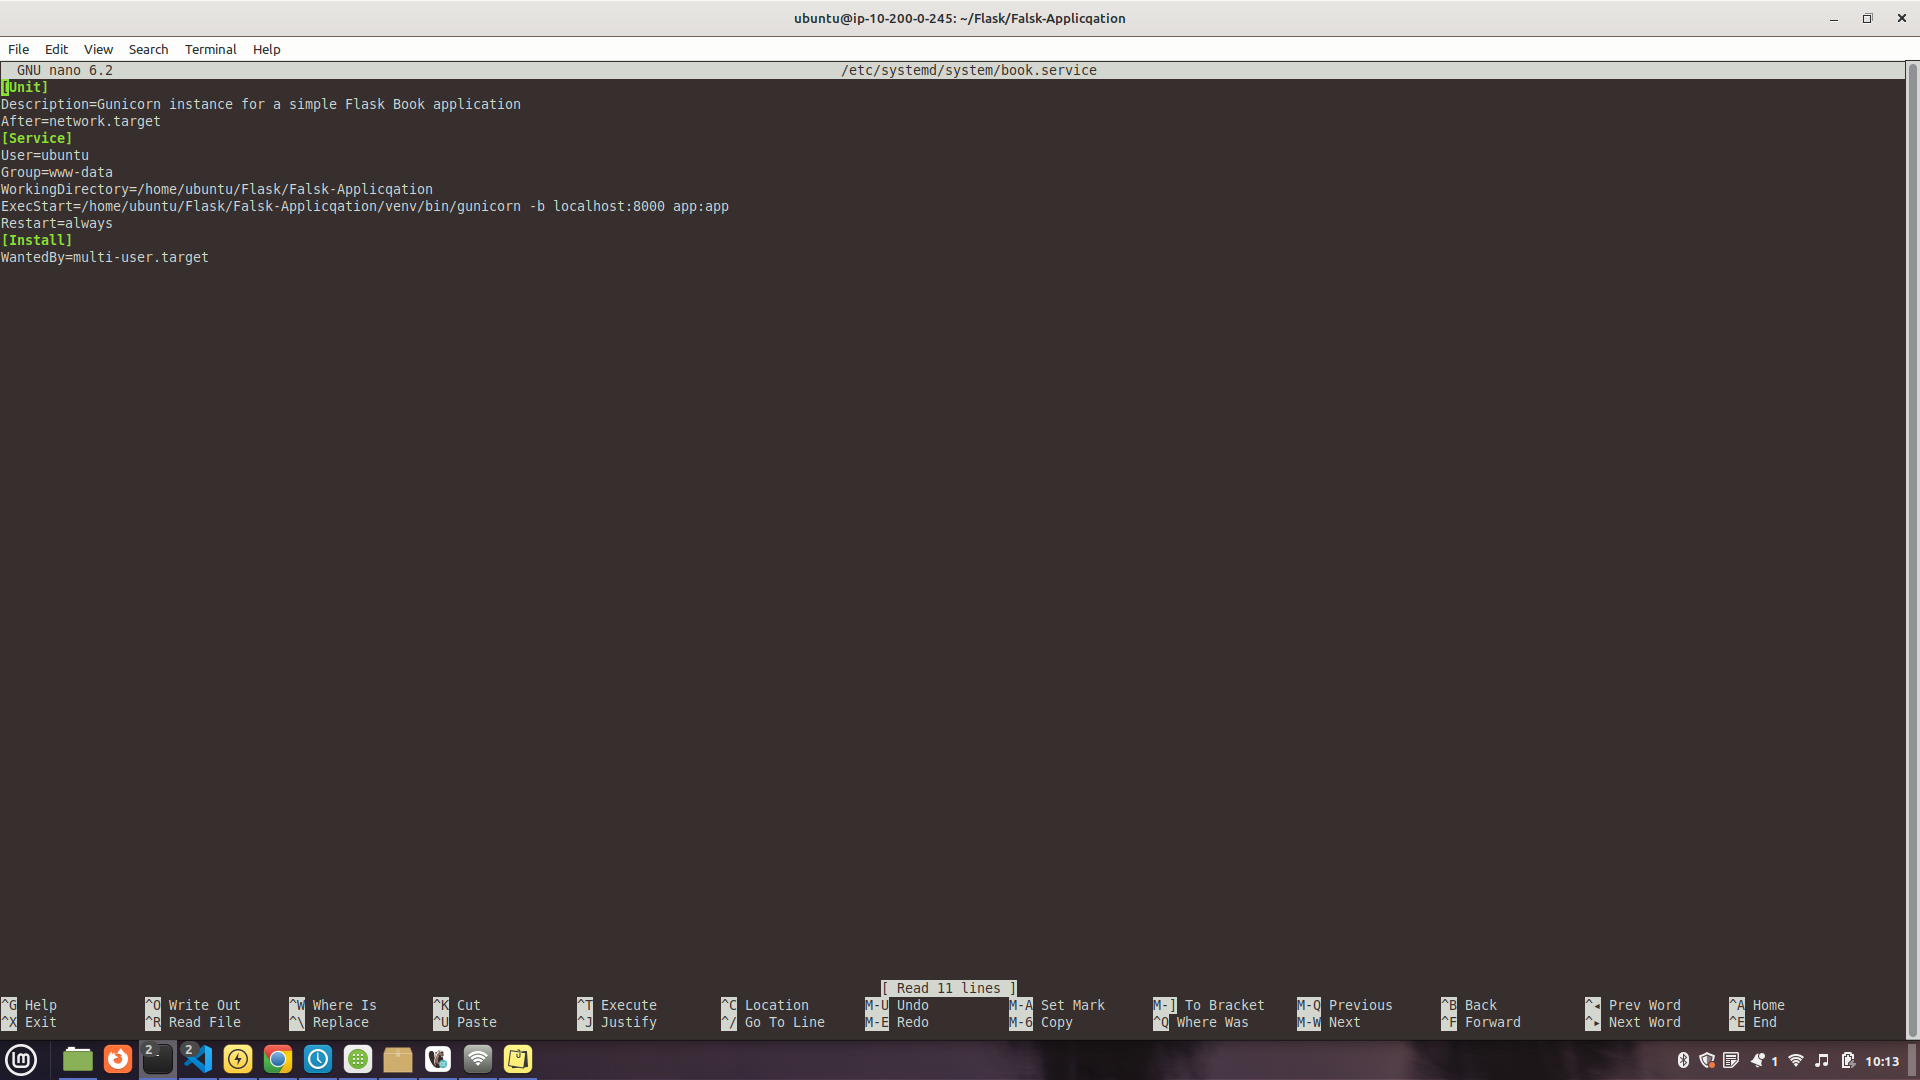 ubuntu@ip-10-200-0-245: ~/Flask/Falsk-Applicqation
File Edit View Search Terminal Help
GNU nano 6.2 /etc/systemd/system/book.service
[Unit]
Description=Gunicorn instance for a simple Flask Book application
After=network.target
[Service]
User=ubuntu
Group=www-data
WorkingDirectory=/home/ubuntu/Flask/Falsk-Applicqation
ExecStart=/home/ubuntu/Flask/Falsk-Applicqation/venv/bin/gunicorn -b localhost:8000 app:app
Restart=always
[Install]
WantedBy=multi-user.target
[ Read 11 lines ]
^G Help ^O Write Out ^W Where Is ^K Cut ^T Execute ^C Location M-U Undo M-A Set Mark M-] To Bracket M-Q Previous ^B Back ^◂ Prev Word ^A Home
^X Exit ^R Read File ^\ Replace ^U Paste ^J Justify ^/ Go To Line M-E Redo M-6 Copy ^Q Where Was M-W Next ^F Forward ^▸ Next Word ^E End
2 2 1 10:13